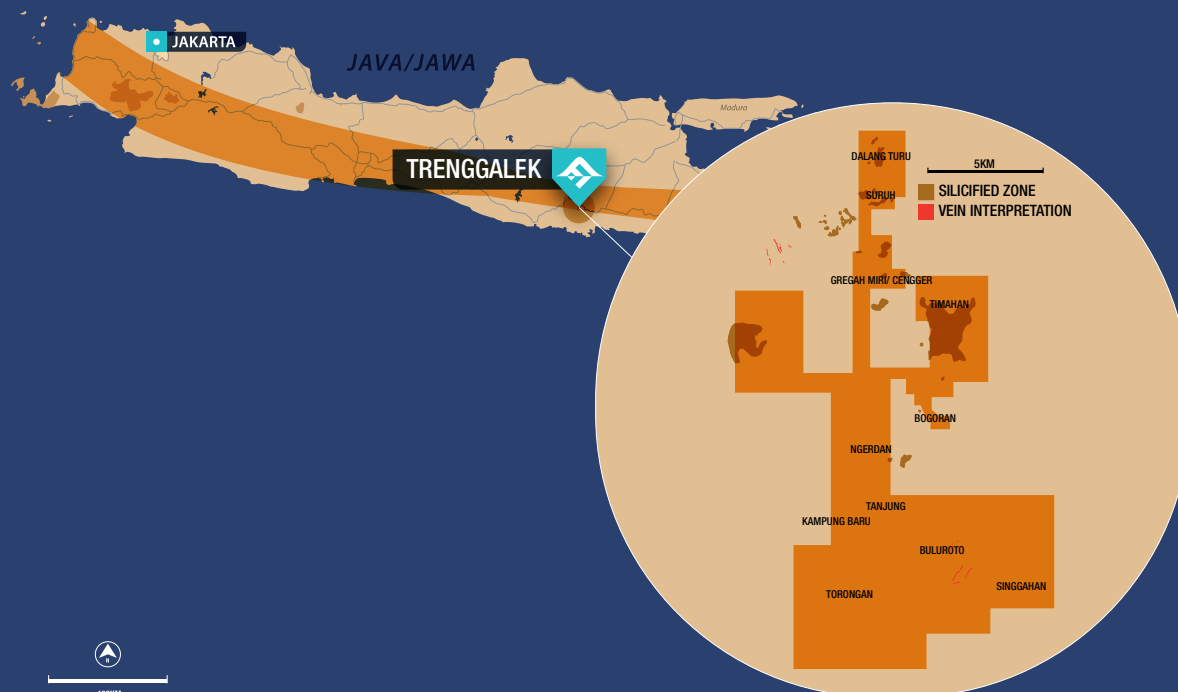 JAKARTA
JAVA/JAWA
Madura
TRENGGALEK
5KM
SILICIFIED ZONE
VEIN INTERPRETATION
DALANG TURU
SURUH
GREGAH MIRI/ CENGGER
TIMAHAN
BOGORAN
NGERDAN
TANJUNG
KAMPUNG BARU
BULUROTO
SINGGAHAN
TORONGAN
N